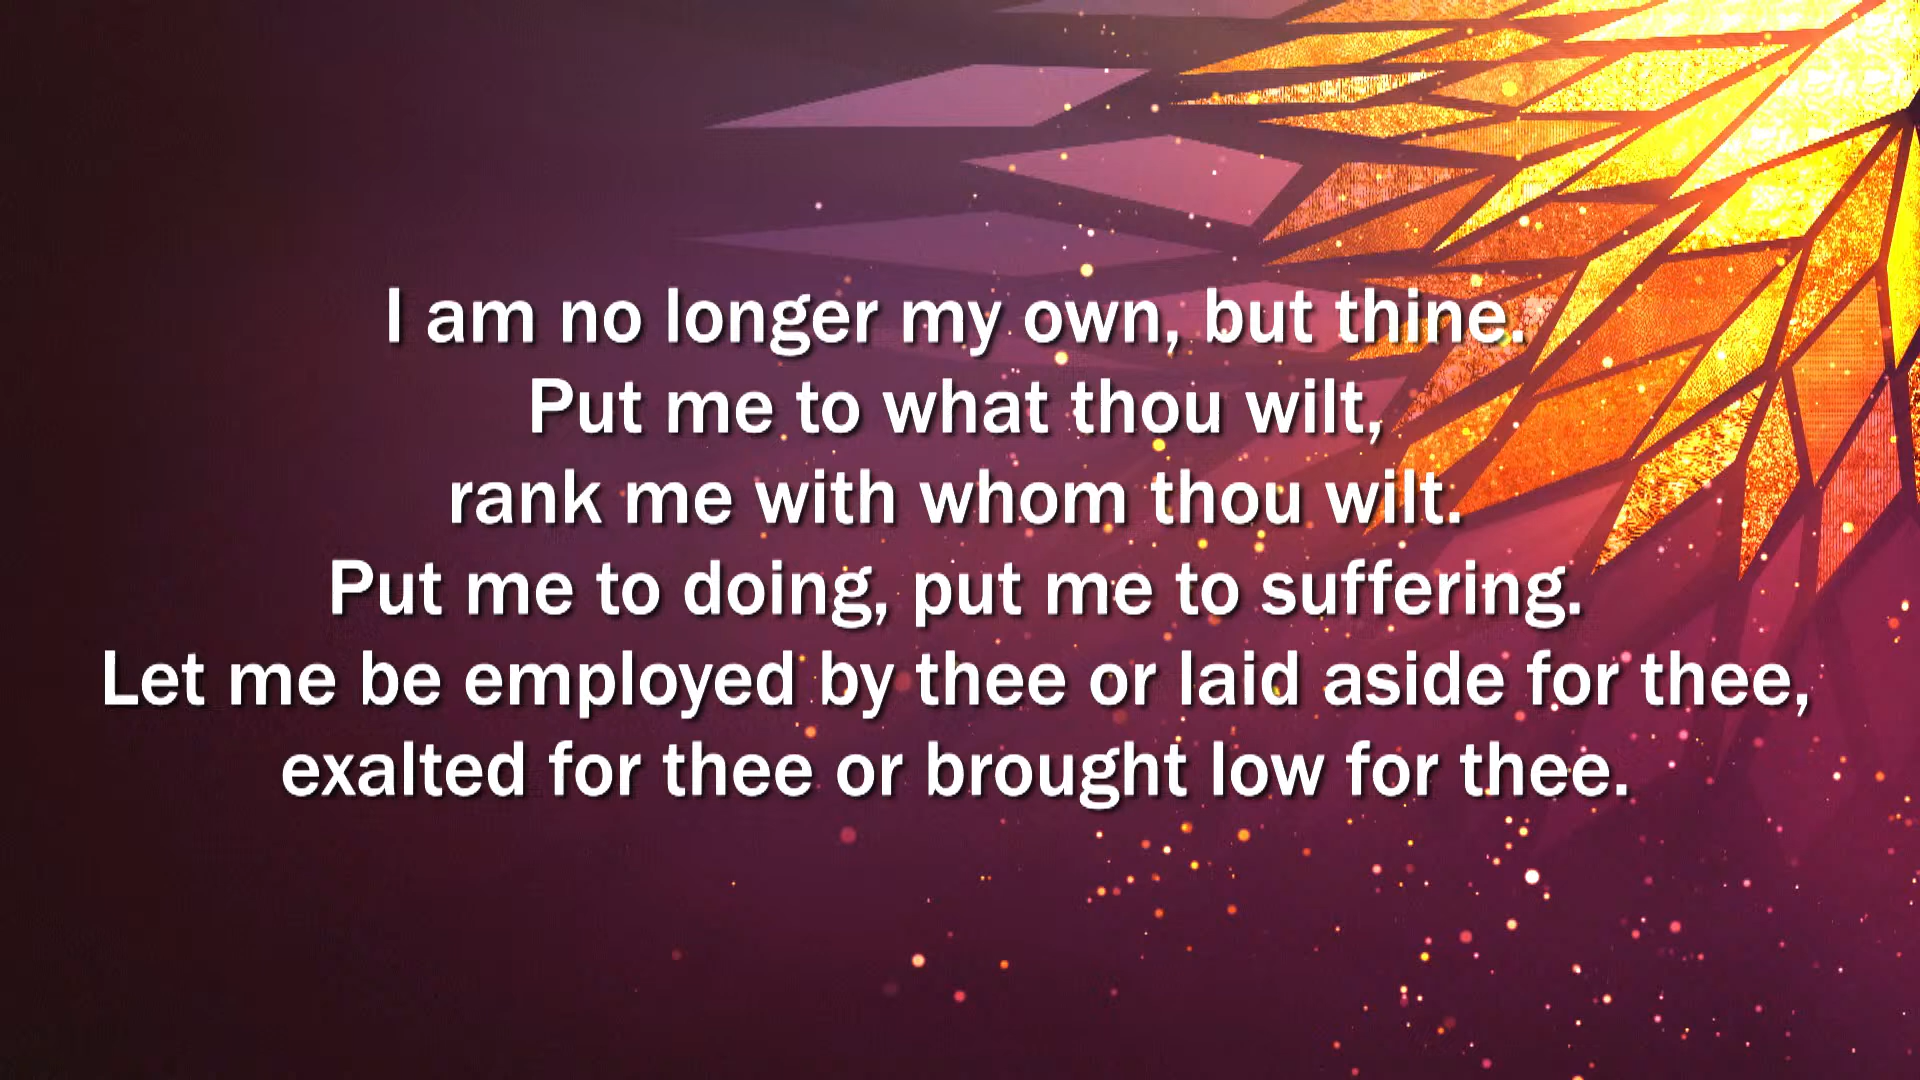 I am no longer my own, but thine.
Put me to what thou wilt,
rank me with whom thou wilt.
Put me to doing, put me to suffering.
Let me be employed by thee or laid aside for thee,
exalted for thee or brought low for thee.